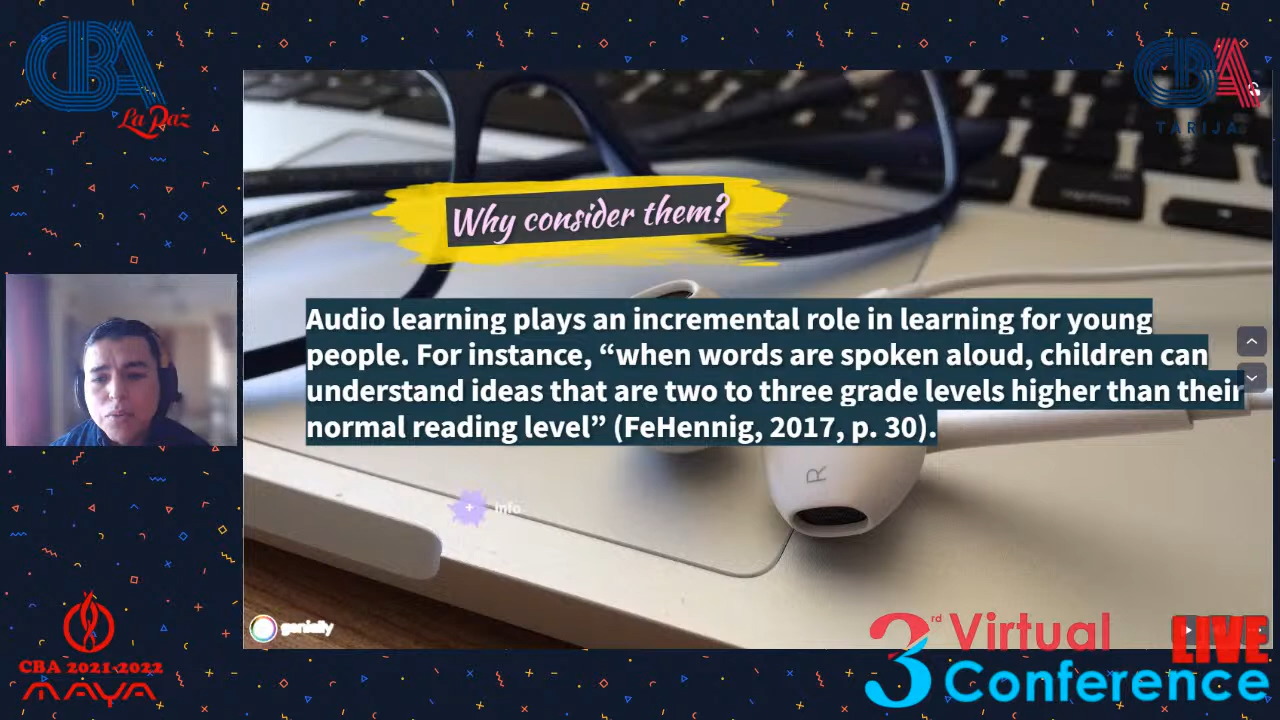 CBA
La Paz
CBA
TARIJA
Why consider them?
Audio learning plays an incremental role in learning for young
people. For instance, “when words are spoken aloud, children can
understand ideas that are two to three grade levels higher than their
normal reading level” (FeHennig, 2017, p. 30).
R
Info
genially
CBA 2021-2022
MAYA
3rd Virtual
Conference
LIVE